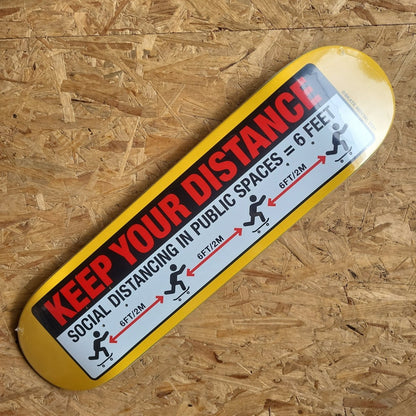 KEEP YOUR DISTANCE
SOCIAL DISTANCING IN PUBLIC SPACES = 6 FEET
6FT/2M
6FT/2M
6FT/2M